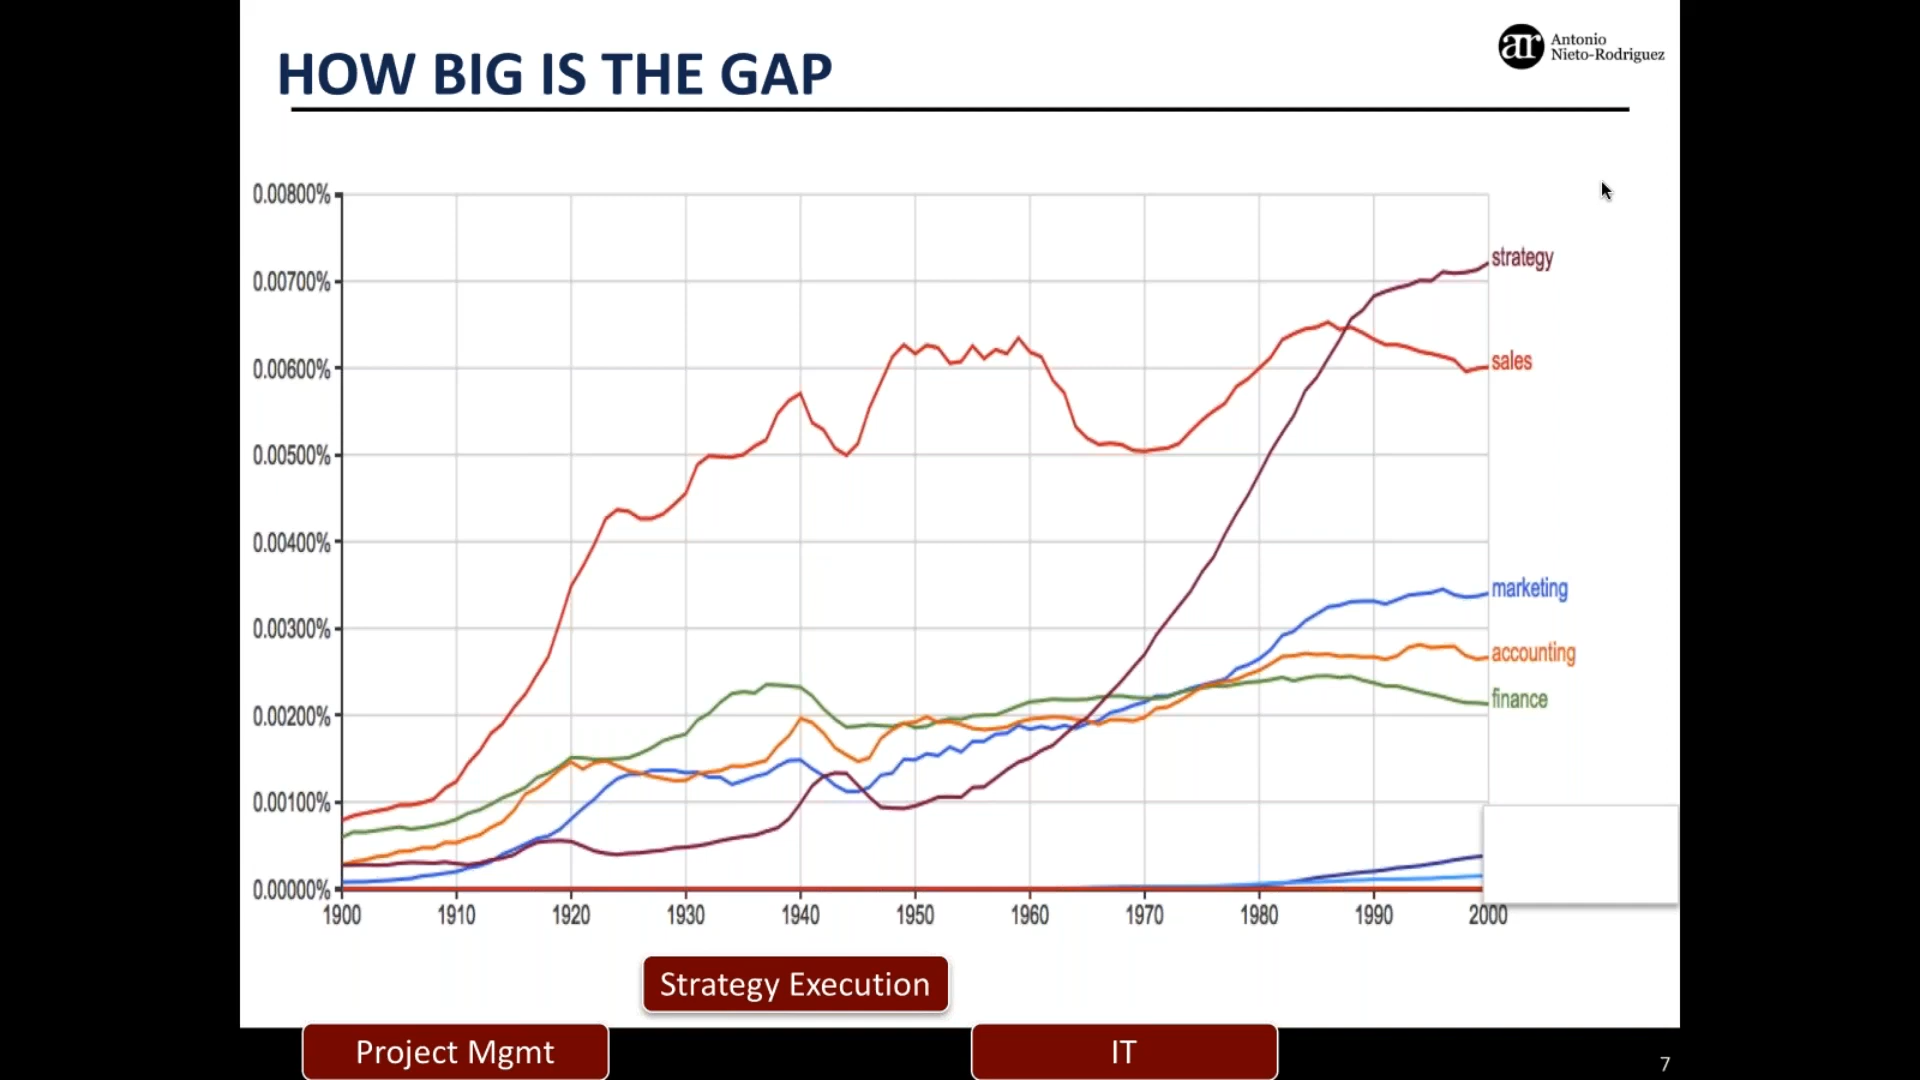 HOW BIG IS THE GAP
ar
Antonio
Nieto-Rodriguez
0.00800%
0.00700%
0.00600%
0.00500%
0.00400%
0.00300%
0.00200%
0.00100%
0.00000%
strategy
sales
marketing
accounting
finance
1900 1910 1920 1930 1940 1950 1960 1970 1980 1990 2000
Strategy Execution
Project Mgmt
IT
7